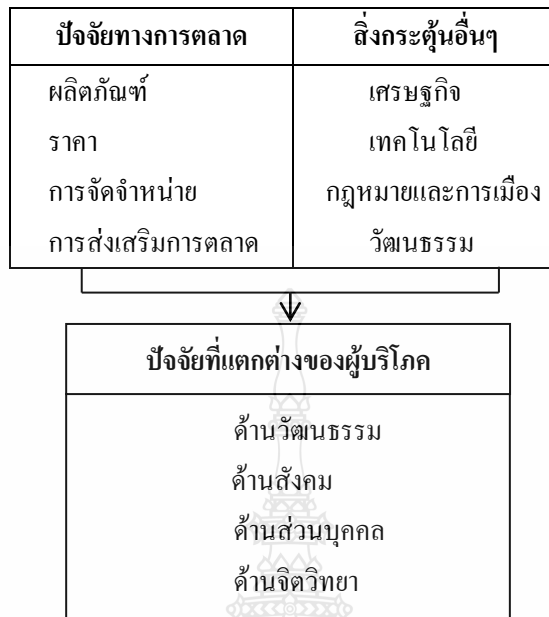 ปัจจัยทางการตลาด สิ่งกระตุ้นอื่นๆ
ผลิตภัณฑ์ เศรษฐกิจ
ราคา เทคโนโลยี
การจัดจำหน่าย กฎหมายและการเมือง
การส่งเสริมการตลาด วัฒนธรรม
ปัจจัยที่แตกต่างของผู้บริโภค
ด้านวัฒนธรรม
ด้านสังคม
ด้านส่วนบุคคล
ด้านจิตวิทยา